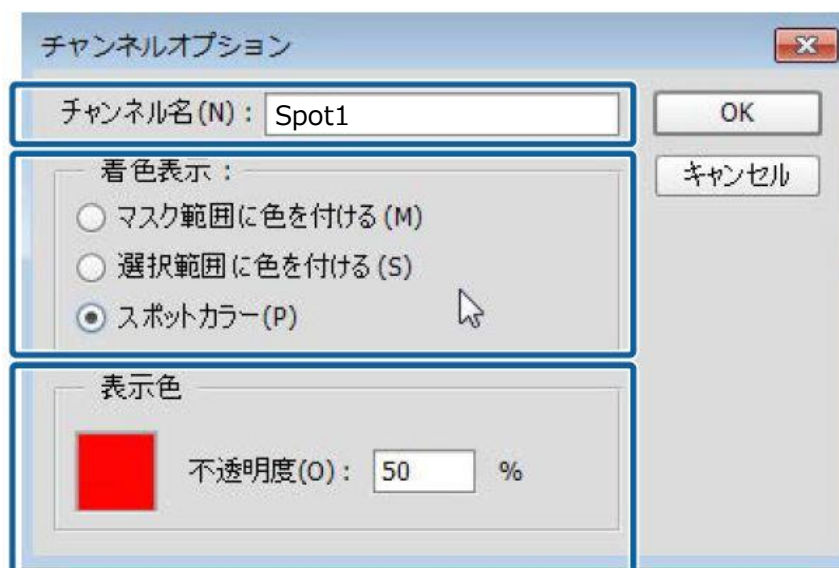 チャンネルオプション
チャンネル名(N)： Spot1
OK
キャンセル
着色表示：
マスク範囲に色を付ける(M)
選択範囲に色を付ける(S)
スポットカラー(P)
表示色
不透明度(O)： 50 %